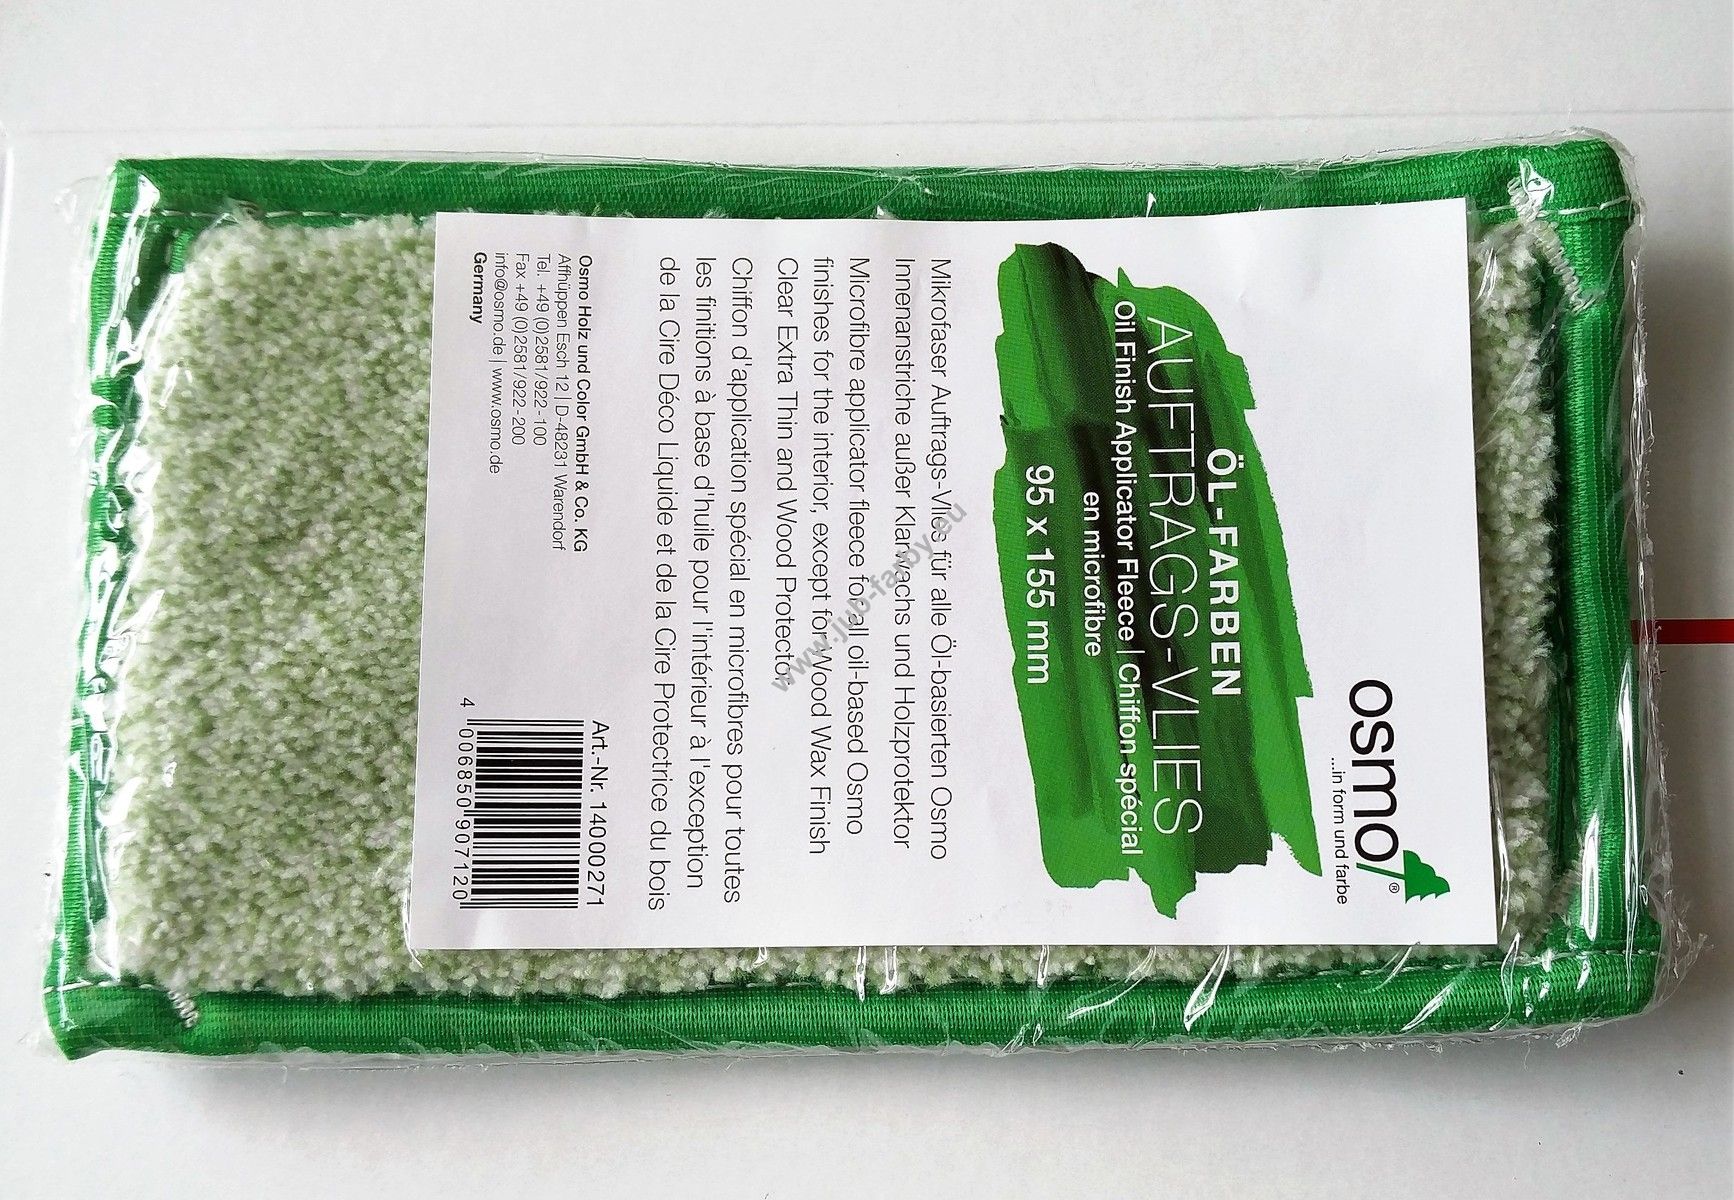 osmo®
...in form und farbe
ÖL-FARBEN
AUFTRAGS-VLIES
Oil Finish Applicator Fleece | Chiffon spécial
en microfibre
95 x 155 mm
Mikrofaser Auftrags-Vlies für alle Öl-basierten Osmo
Innenanstriche außer Klarwachs und Holzprotektor
Microfibre applicator fleece for all oil-based Osmo
finishes for the interior, except for Wood Wax Finish
Clear Extra Thin and Wood Protector
Chiffon d'application spécial en microfibres pour toutes
les finitions à base d'huile pour l'intérieur à l'exception
de la Cire Déco Liquide et de la Cire Protectrice du bois
Osmo Holz und Color GmbH & Co. KG
Affhüppen Esch 12 | D-48231 Warendorf
Tel. +49 (0)2581/922-100
Fax +49 (0)2581/922-200
info@osmo.de | www.osmo.de
Germany
Art.-Nr. 14000271
4 006850 907120
www.jub-farby.eu